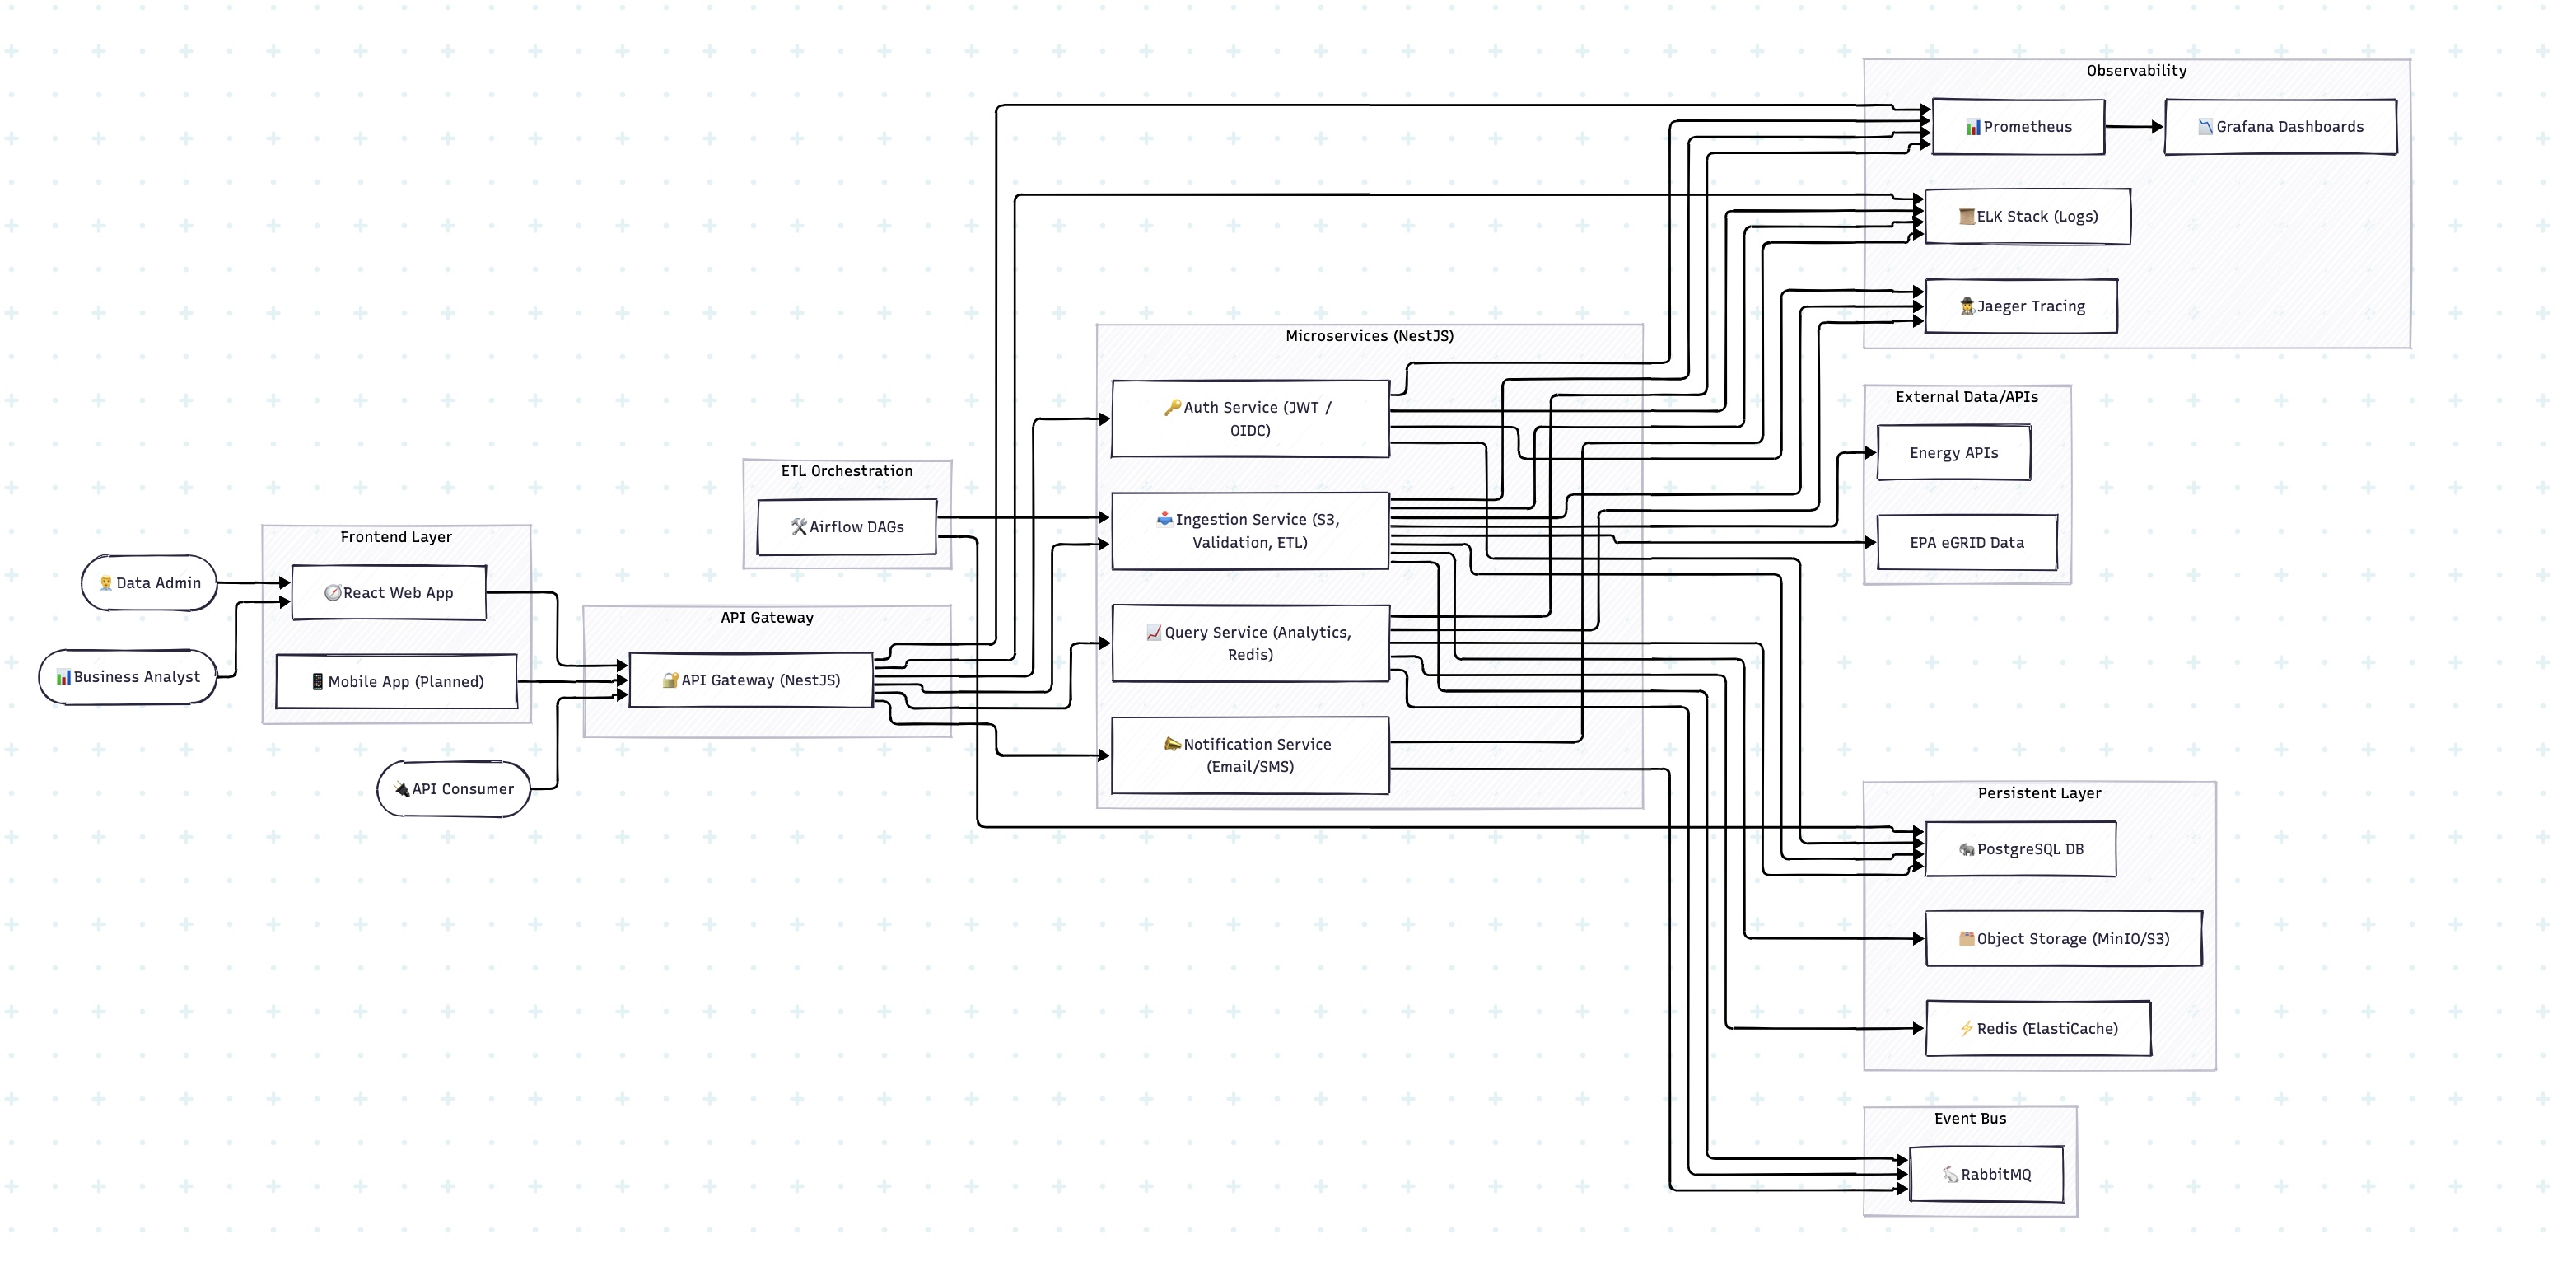 Observability
📊Prometheus
📉Grafana Dashboards
📜ELK Stack (Logs)
🕵️Jaeger Tracing
Microservices (NestJS)
🔑Auth Service (JWT /
OIDC)
📥Ingestion Service (S3,
Validation, ETL)
📈Query Service (Analytics,
Redis)
📣Notification Service
(Email/SMS)
External Data/APIs
Energy APIs
EPA eGRID Data
ETL Orchestration
🛠️Airflow DAGs
Frontend Layer
🧭React Web App
📱Mobile App (Planned)
👨‍💼Data Admin
📊Business Analyst
🔌API Consumer
API Gateway
🔐API Gateway (NestJS)
Persistent Layer
🐘PostgreSQL DB
🗂️Object Storage (MinIO/S3)
⚡Redis (ElastiCache)
Event Bus
🐇RabbitMQ